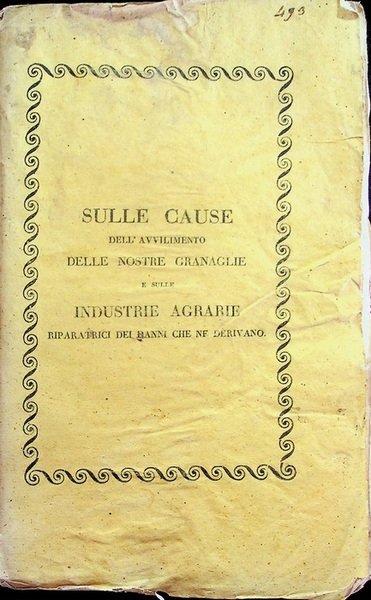 493
SULLE CAUSE
DELL' AVVILIMENTO
DELLE NOSTRE GRANAGLIE
E SULLE
INDUSTRIE AGRARIE
RIPARATRICI DEI DANNI CHE NE DERIVANO.